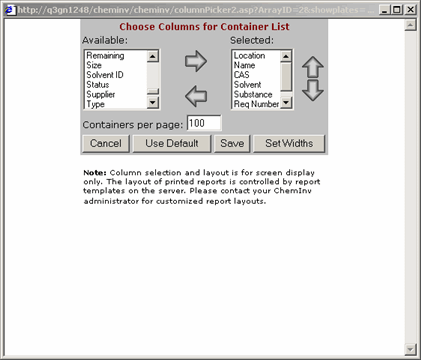 http://q3gn1248/cheminv/cheminv/columnPicker2.asp?ArrayID=2&showplates= ...
Choose Columns for Container List
Available: Selected:
Remaining
Size
Solvent ID
Status
Supplier
Type
Location
Name
CAS
Solvent
Substance
Req Number
Containers per page: 100
Cancel Use Default Save Set Widths
Note: Column selection and layout is for screen display
only. The layout of printed reports is controlled by report
templates on the server. Please contact your ChemInv
administrator for customized report layouts.